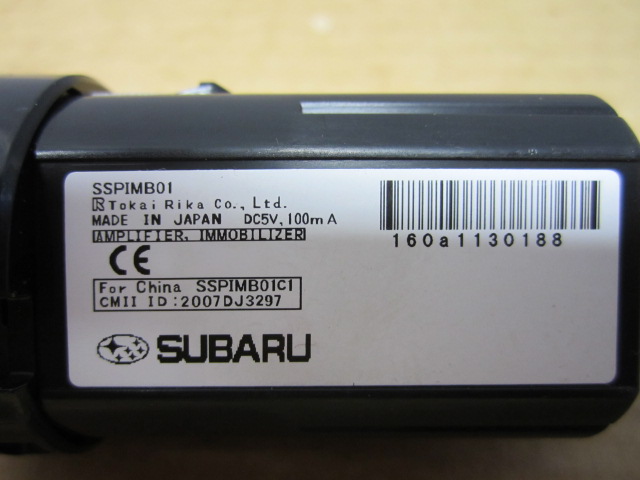 SSPIMB01
Tokai Rika Co., Ltd.
MADE IN JAPAN DC5V, 100mA
AMPLIFIER, IMMOBILIZER
CE
For China SSPIMB01C1
CMII ID:2007DJ3297
SUBARU
160a1130188